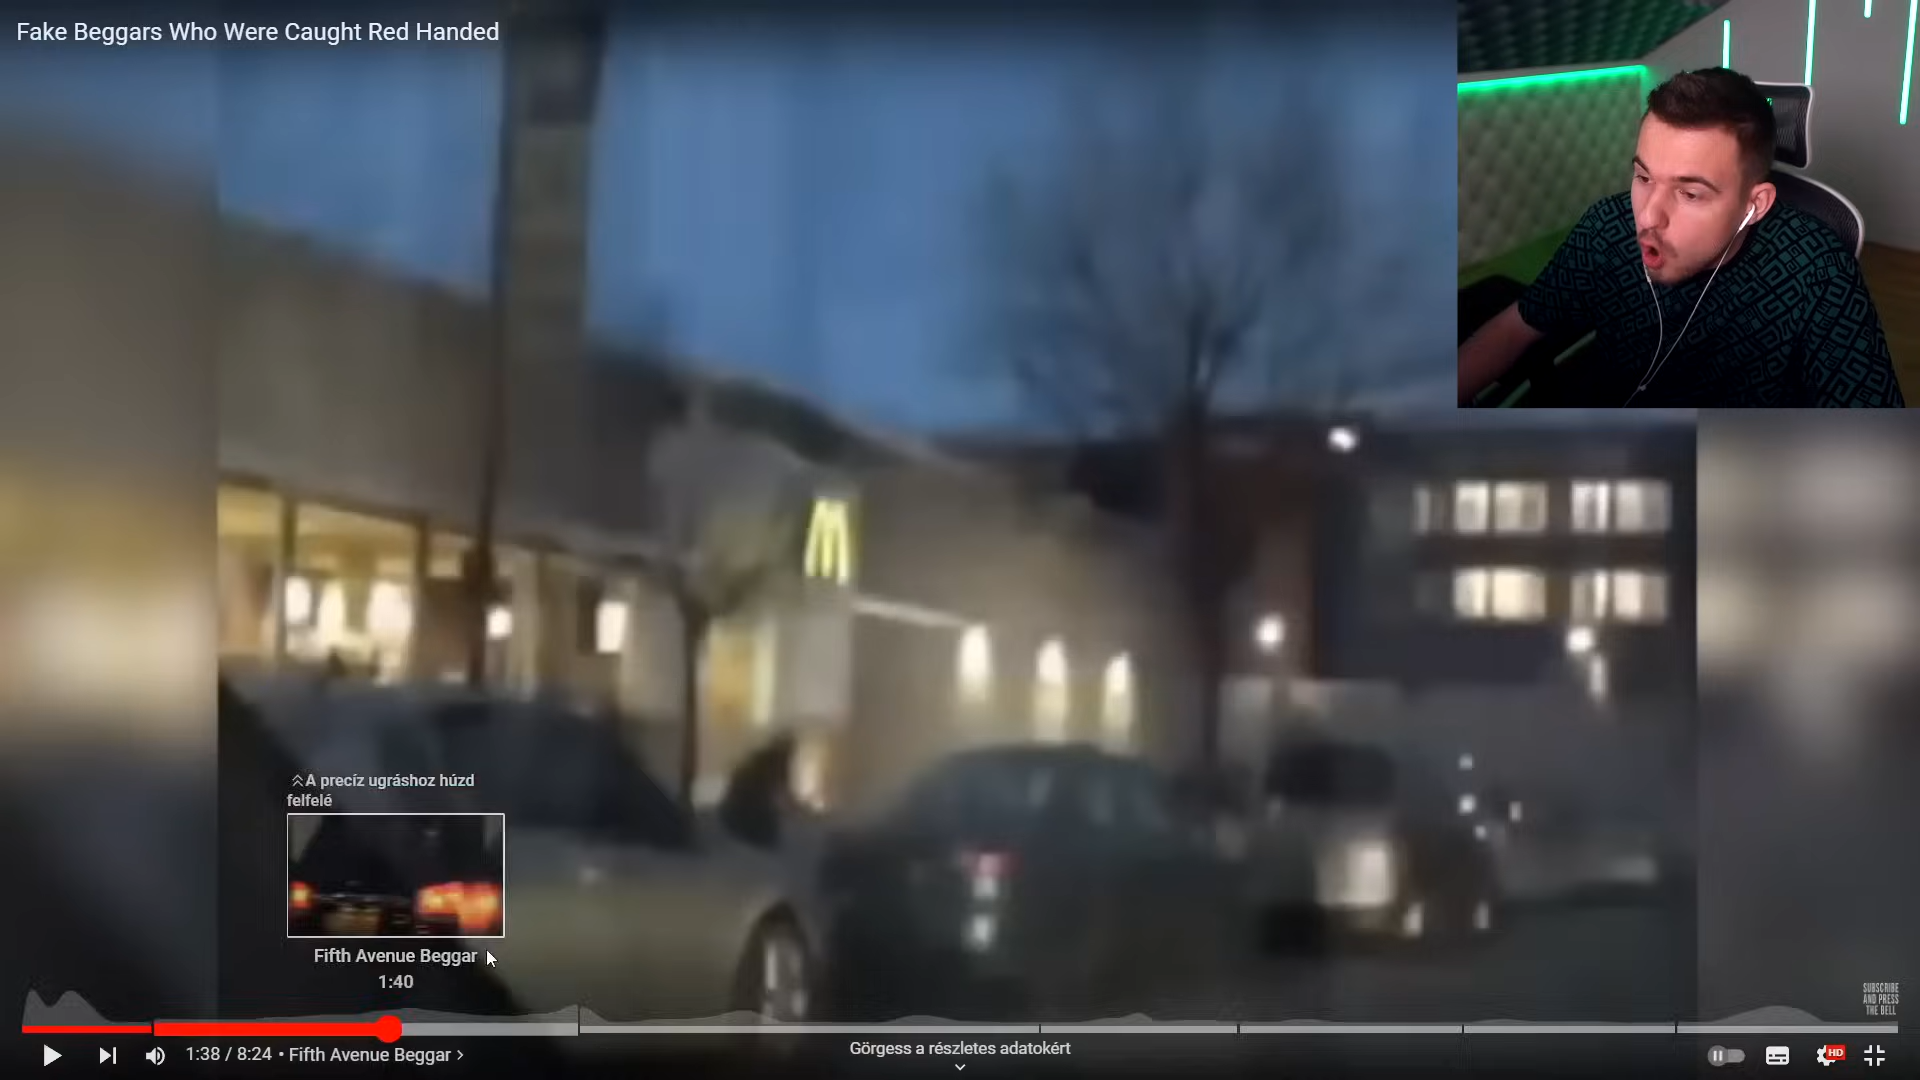 Fake Beggars Who Were Caught Red Handed
A precíz ugráshoz húzd
felfelé
Fifth Avenue Beggar
1:40
SUBSCRIBE
AND PRESS
THE BELL
1:38 / 8:24 • Fifth Avenue Beggar
Görgess a részletes adatokért
HD